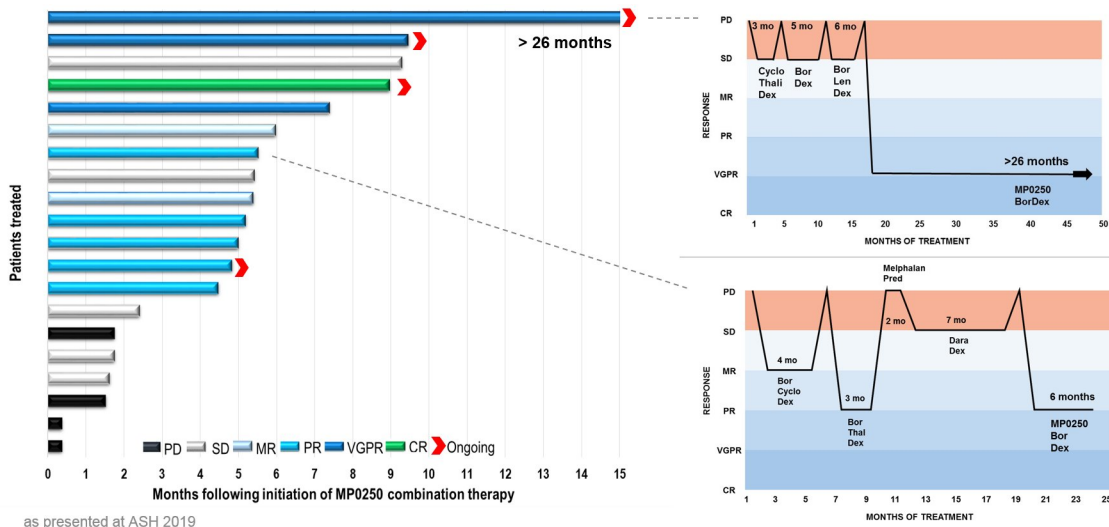 Patients treated
> 26 months
PD SD MR PR VGPR CR Ongoing
0 1 2 3 4 5 6 7 8 9 10 11 12 13 14 15
Months following initiation of MP0250 combination therapy
as presented at ASH 2019
RESPONSE
PD
SD
MR
PR
VGPR
CR
3 mo 5 mo 6 mo
Cyclo
Thali
Dex
Bor
Dex
Bor
Len
Dex
>26 months
MP0250
BorDex
1 5 10 15 20 25 30 35 40 45 50
MONTHS OF TREATMENT
RESPONSE
PD
SD
MR
PR
VGPR
CR
Melphalan
Pred
2 mo
7 mo
Dara
Dex
4 mo
Bor
Cyclo
Dex
3 mo
Bor
Thal
Dex
6 months
MP0250
Bor
Dex
1 3 5 7 9 11 13 15 17 19 21 23 25
MONTHS OF TREATMENT